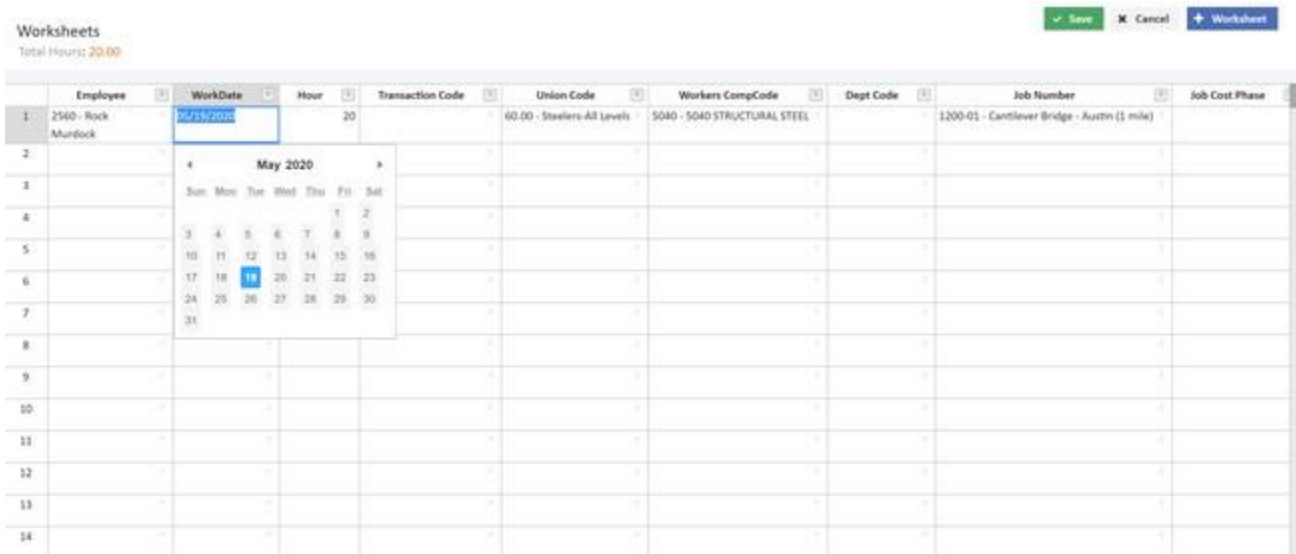 Save Cancel Worksheet
Worksheets
Total Hours: 20.00
Employee WorkDate Hour Transaction Code Union Code Workers CompCode Dept Code Job Number Job Cost Phase
1 2560 - Rock 05/19/2020 20 60.00 - Steelers-All Levels 5040 - 5040 STRUCTURAL STEEL 1200-01 - Cantilever Bridge - Austin (1 mile)
Murdock
2
May 2020
3 Sun Mon Tue Wed Thu Fri Sat
4 1 2
3 4 5 6 7 8 9
5 10 11 12 13 14 15 16
6 17 18 19 20 21 22 23
24 25 26 27 28 29 30
7 31
8
9
10
11
12
13
14